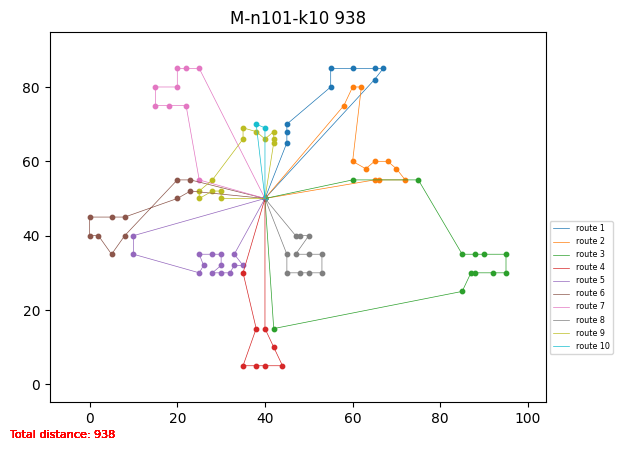 M-n101-k10 938
80
60
40
20
0
0 20 40 60 80 100
route 1
route 2
route 3
route 4
route 5
route 6
route 7
route 8
route 9
route 10
Total distance: 938